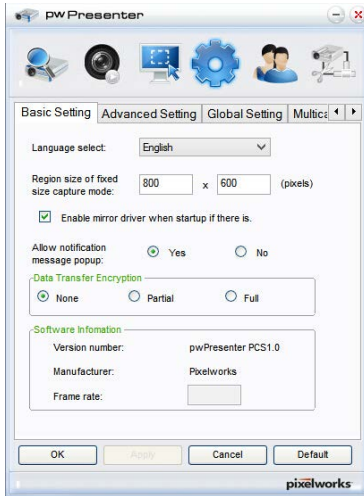 pwPresenter
Basic Setting Advanced Setting Global Setting Multica
Language select: English
Region size of fixed
size capture mode: 800 x 600 (pixels)
Enable mirror driver when startup if there is.
Allow notification
message popup: Yes No
Data Transfer Encryption
None Partial Full
Software Infomation
Version number: pwPresenter PCS1.0
Manufacturer: Pixelworks
Frame rate:
OK Apply Cancel Default
pixelworks